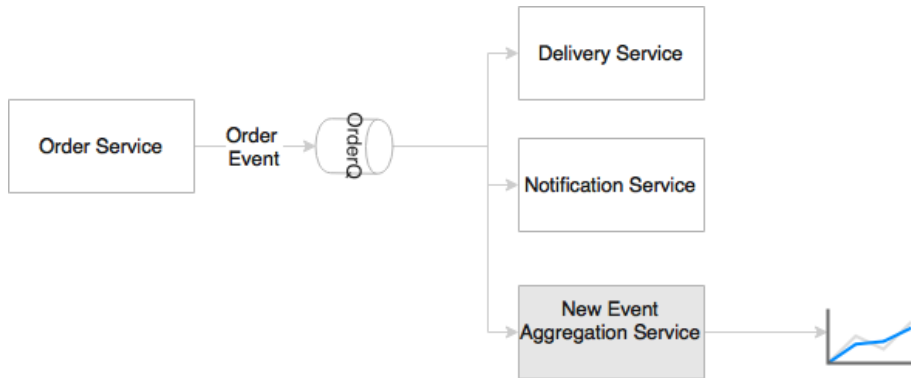 Delivery Service
Order Service
Order
Event
OrderQ
Notification Service
New Event
Aggregation Service